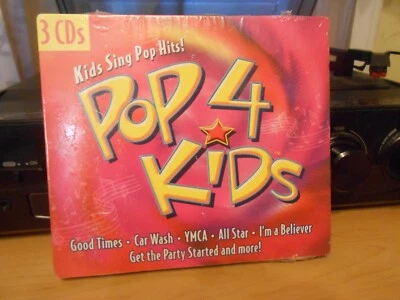 3 CDs
Kids Sing Pop Hits!
POP 4
KiDS
Good Times • Car Wash • YMCA • All Star • I'm a Believer
Get the Party Started and more!